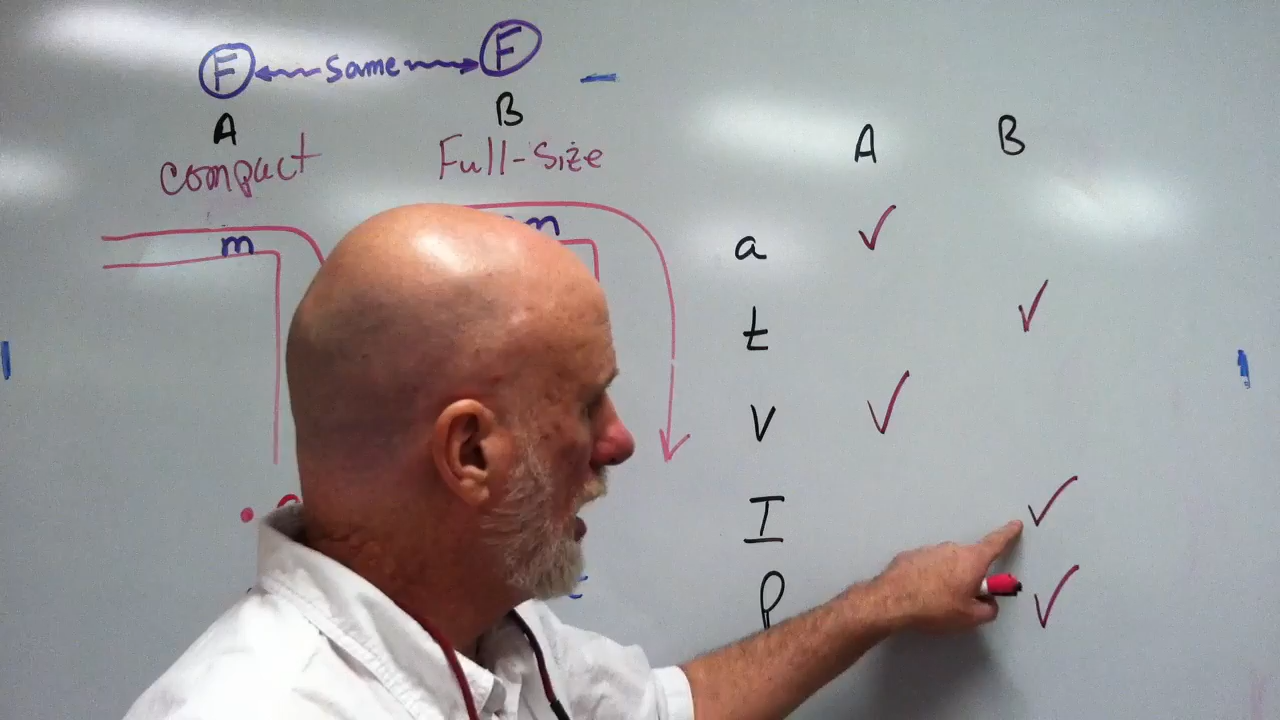 F same F
A B
compact Full-Size
m m
A B
a ✓
t ✓
v ✓
I ✓
p ✓